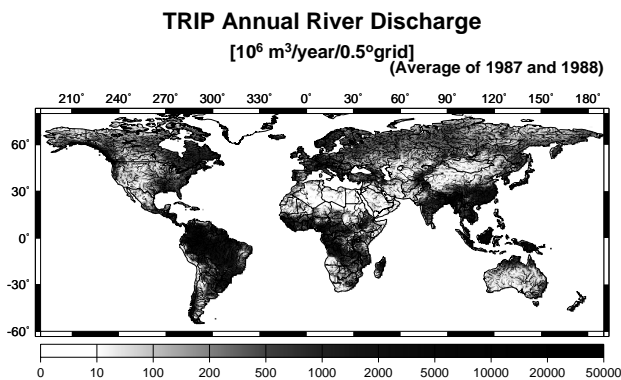 TRIP Annual River Discharge
[10⁶ m³/year/0.5ºgrid]
(Average of 1987 and 1988)
210˚ 240˚ 270˚ 300˚ 330˚ 0˚ 30˚ 60˚ 90˚ 120˚ 150˚ 180˚
60˚
30˚
0˚
-30˚
-60˚
0 10 100 200 500 1000 2000 5000 10000 20000 50000